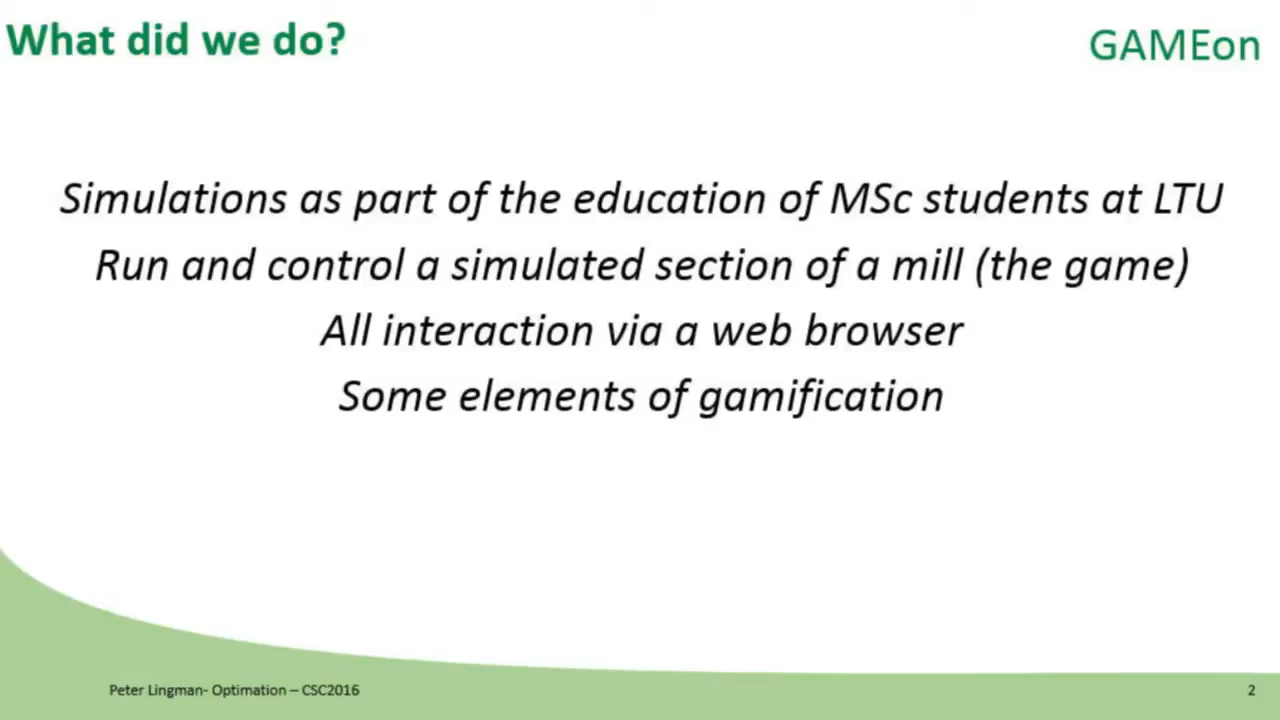 What did we do?
GAMEon
Simulations as part of the education of MSc students at LTU
Run and control a simulated section of a mill (the game)
All interaction via a web browser
Some elements of gamification
Peter Lingman- Optimation – CSC2016
2